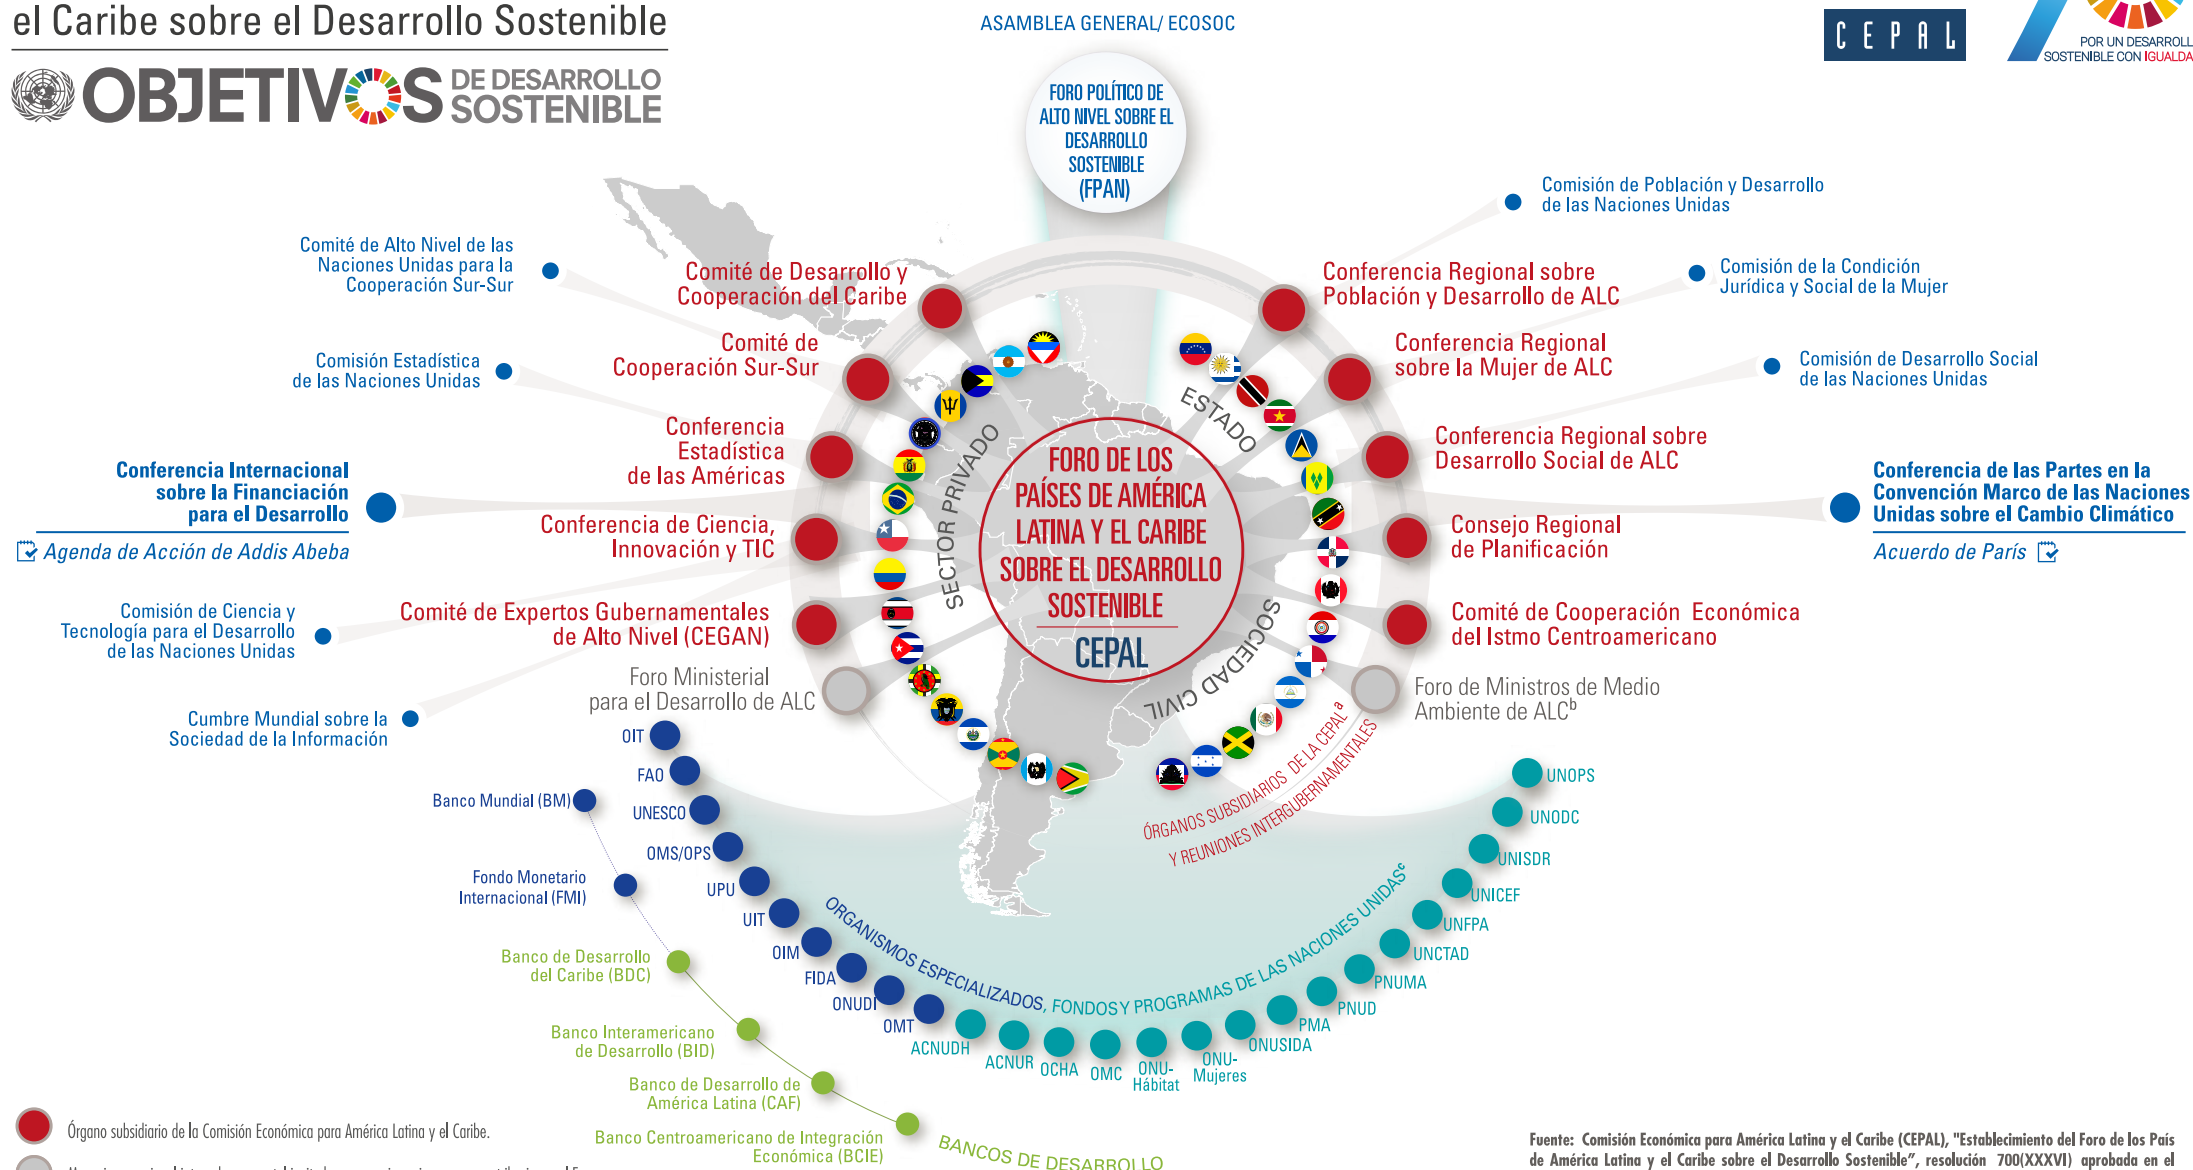 el Caribe sobre el Desarrollo Sostenible
OBJETIVOS DE DESARROLLO
SOSTENIBLE
ASAMBLEA GENERAL/ ECOSOC
FORO POLÍTICO DE
ALTO NIVEL SOBRE EL
DESARROLLO
SOSTENIBLE
(FPAN)
CEPAL
POR UN DESARROLL
SOSTENIBLE CON IGUALDA
Comité de Alto Nivel de las
Naciones Unidas para la
Cooperación Sur-Sur
Comisión Estadística
de las Naciones Unidas
Conferencia Internacional
sobre la Financiación
para el Desarrollo
Agenda de Acción de Addis Abeba
Comisión de Ciencia y
Tecnología para el Desarrollo
de las Naciones Unidas
Cumbre Mundial sobre la
Sociedad de la Información
Comité de Desarrollo y
Cooperación del Caribe
Comité de
Cooperación Sur-Sur
Conferencia
Estadística
de las Américas
Conferencia de Ciencia,
Innovación y TIC
Comité de Expertos Gubernamentales
de Alto Nivel (CEGAN)
Foro Ministerial
para el Desarrollo de ALC
SECTOR PRIVADO
ESTADO
SOCIEDAD CIVIL
FORO DE LOS
PAÍSES DE AMÉRICA
LATINA Y EL CARIBE
SOBRE EL DESARROLLO
SOSTENIBLE
CEPAL
Conferencia Regional sobre
Población y Desarrollo de ALC
Conferencia Regional
sobre la Mujer de ALC
Conferencia Regional sobre
Desarrollo Social de ALC
Consejo Regional
de Planificación
Comité de Cooperación Económica
del Istmo Centroamericano
Foro de Ministros de Medio
Ambiente de ALCᵇ
Comisión de Población y Desarrollo
de las Naciones Unidas
Comisión de la Condición
Jurídica y Social de la Mujer
Comisión de Desarrollo Social
de las Naciones Unidas
Conferencia de las Partes en la
Convención Marco de las Naciones
Unidas sobre el Cambio Climático
Acuerdo de París
ÓRGANOS SUBSIDIARIOS DE LA CEPALª
Y REUNIONES INTERGUBERNAMENTALES
OIT
FAO
UNESCO
OMS/OPS
UPU
UIT
OIM
FIDA
ONUDI
OMT
ACNUDH
ACNUR
OCHA
OMC
ONU-
Hábitat
ONU-
Mujeres
ONUSIDA
PMA
PNUD
PNUMA
UNCTAD
UNFPA
UNICEF
UNISDR
UNODC
UNOPS
ORGANISMOS ESPECIALIZADOS, FONDOS Y PROGRAMAS DE LAS NACIONES UNIDASᶜ
Banco Mundial (BM)
Fondo Monetario
Internacional (FMI)
Banco de Desarrollo
del Caribe (BDC)
Banco Interamericano
de Desarrollo (BID)
Banco de Desarrollo de
América Latina (CAF)
Banco Centroamericano de Integración
Económica (BCIE)
BANCOS DE DESARROLLO
Órgano subsidiario de la Comisión Económica para América Latina y el Caribe.
Fuente: Comisión Económica para América Latina y el Caribe (CEPAL), "Establecimiento del Foro de los País
de América Latina y el Caribe sobre el Desarrollo Sostenible", resolución 700(XXXVI) aprobada en el